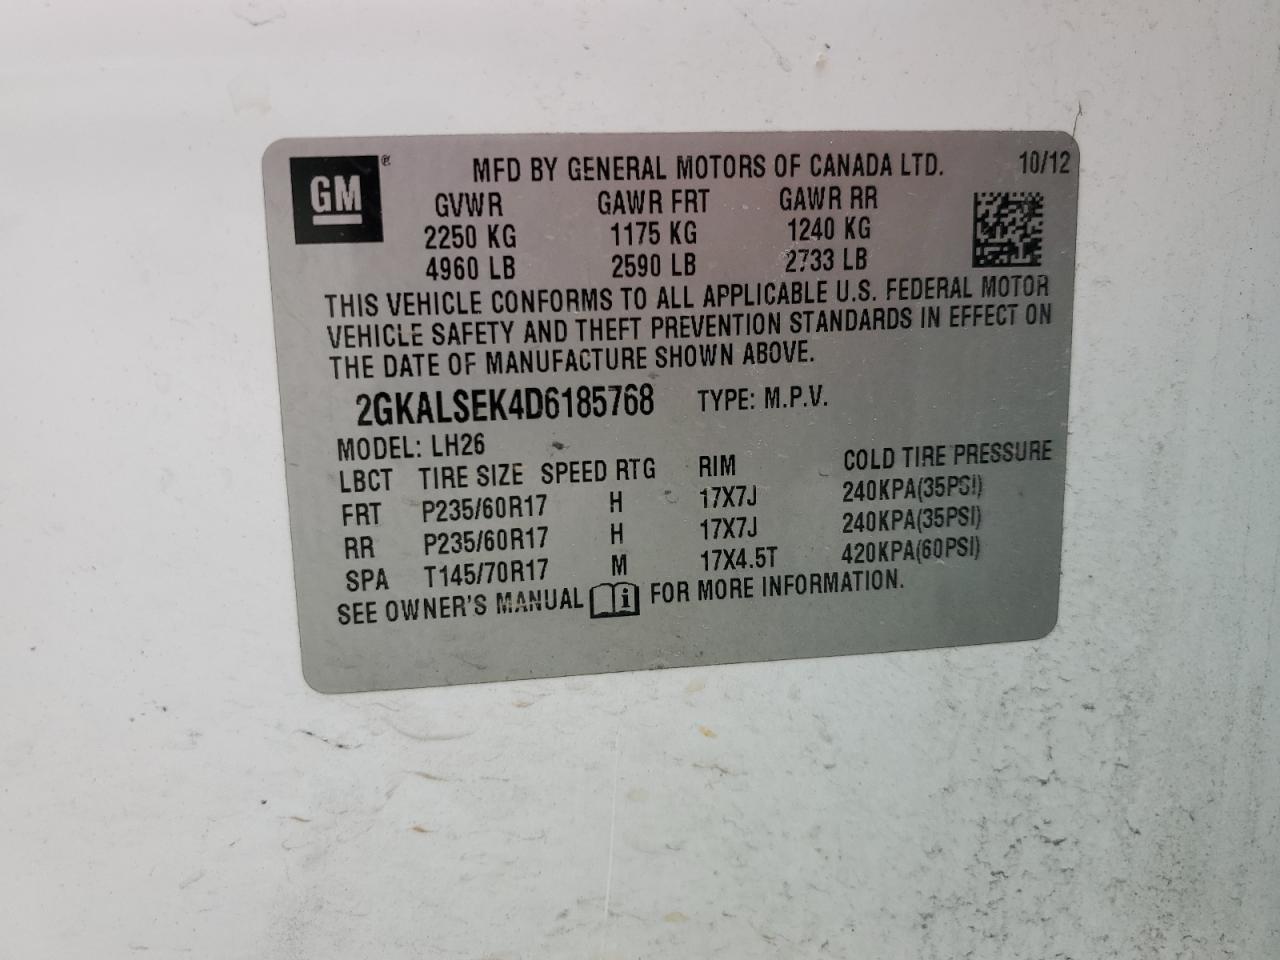 GM ® MFD BY GENERAL MOTORS OF CANADA LTD. 10/12
GVWR GAWR FRT GAWR RR
2250 KG 1175 KG 1240 KG
4960 LB 2590 LB 2733 LB
THIS VEHICLE CONFORMS TO ALL APPLICABLE U.S. FEDERAL MOTOR
VEHICLE SAFETY AND THEFT PREVENTION STANDARDS IN EFFECT ON
THE DATE OF MANUFACTURE SHOWN ABOVE.
2GKALSEK4D6185768 TYPE: M.P.V.
MODEL: LH26
LBCT TIRE SIZE SPEED RTG RIM COLD TIRE PRESSURE
FRT P235/60R17 H 17X7J 240KPA(35PSI)
RR P235/60R17 H 17X7J 240KPA(35PSI)
SPA T145/70R17 M 17X4.5T 420KPA(60PSI)
SEE OWNER'S MANUAL i FOR MORE INFORMATION.